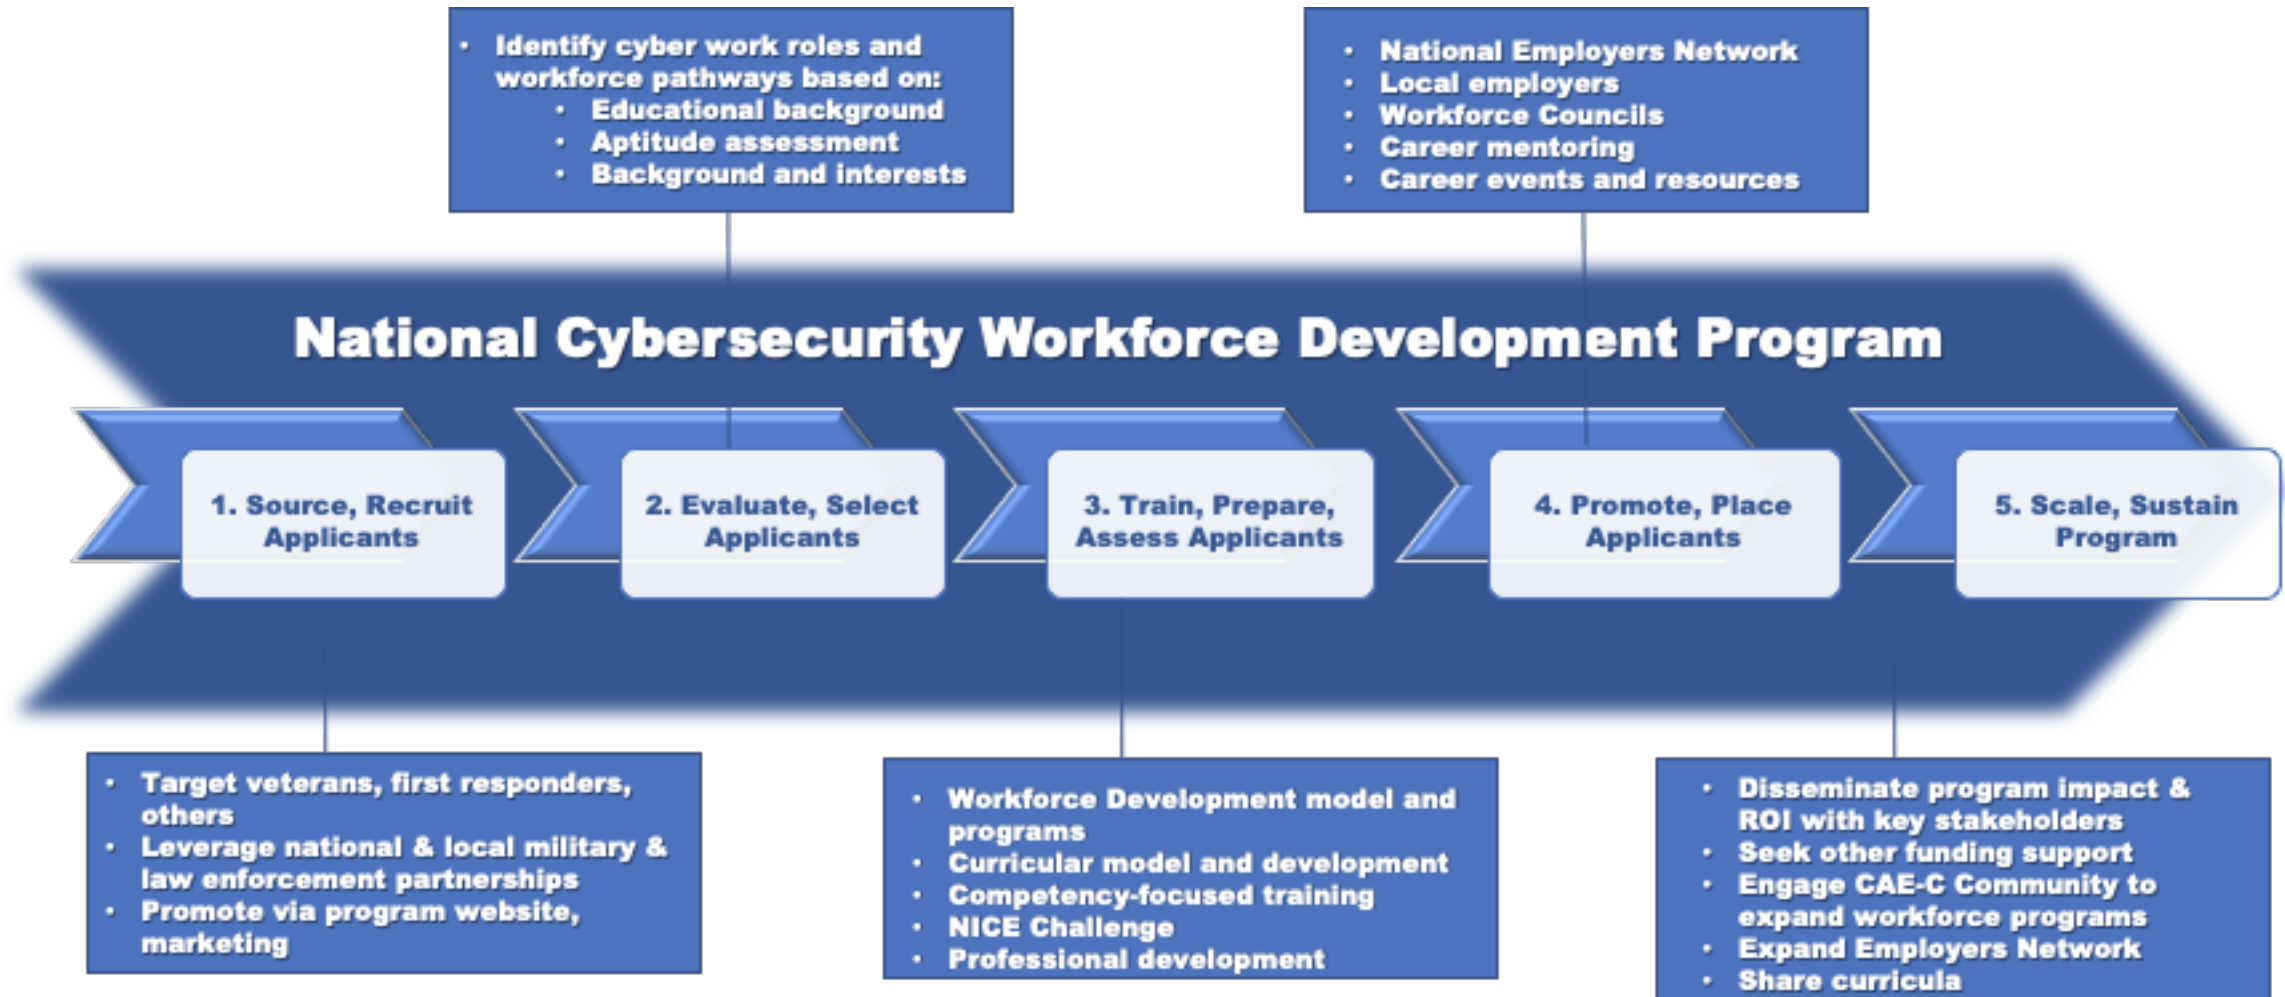 • Identify cyber work roles and
workforce pathways based on:
• Educational background
• Aptitude assessment
• Background and interests
• National Employers Network
• Local employers
• Workforce Councils
• Career mentoring
• Career events and resources
National Cybersecurity Workforce Development Program
1. Source, Recruit
Applicants
2. Evaluate, Select
Applicants
3. Train, Prepare,
Assess Applicants
4. Promote, Place
Applicants
5. Scale, Sustain
Program
• Target veterans, first responders,
others
• Leverage national & local military &
law enforcement partnerships
• Promote via program website,
marketing
• Workforce Development model and
programs
• Curricular model and development
• Competency-focused training
• NICE Challenge
• Professional development
• Disseminate program impact &
ROI with key stakeholders
• Seek other funding support
• Engage CAE-C Community to
expand workforce programs
• Expand Employers Network
• Share curricula